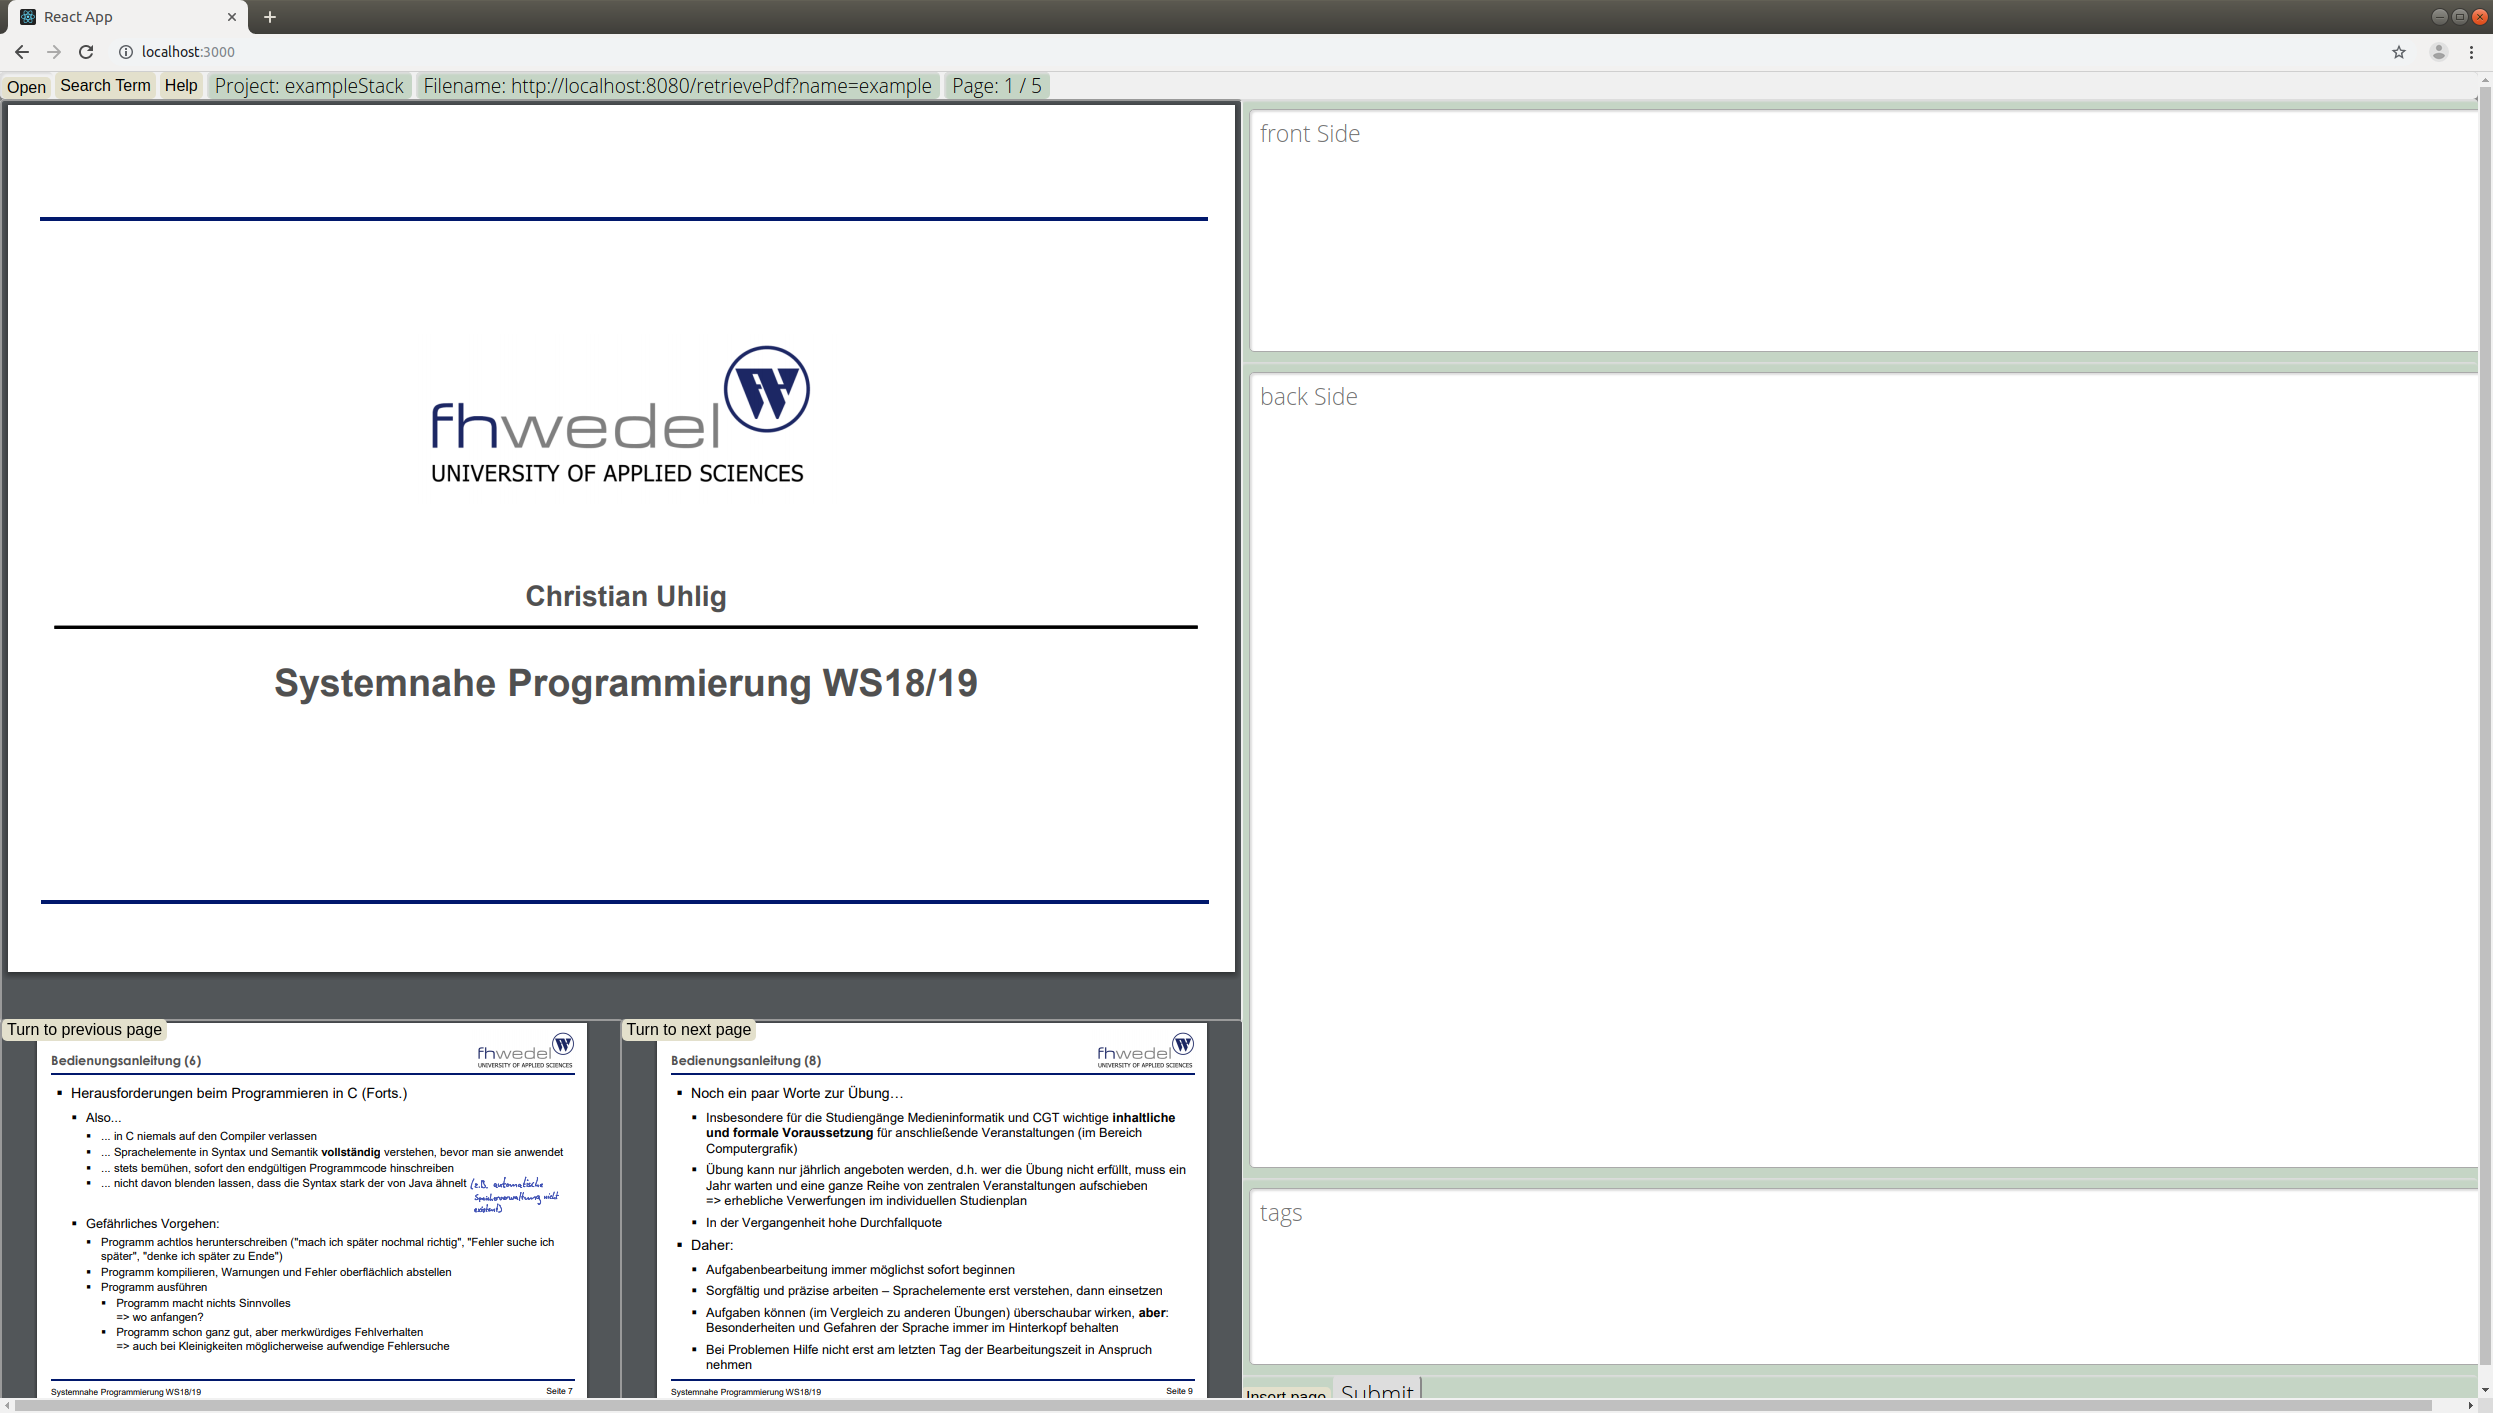 React App
localhost:3000
Open Search Term Help Project: exampleStack Filename: http://localhost:8080/retrievePdf?name=example Page: 1 / 5
fhwedel
UNIVERSITY OF APPLIED SCIENCES
Christian Uhlig
Systemnahe Programmierung WS18/19
Turn to previous page
Bedienungsanleitung (6)
fhwedel
UNIVERSITY OF APPLIED SCIENCES
Herausforderungen beim Programmieren in C (Forts.)
Also...
... in C niemals auf den Compiler verlassen
... Sprachelemente in Syntax und Semantik vollständig verstehen, bevor man sie anwendet
... stets bemühen, sofort den endgültigen Programmcode hinschreiben
... nicht davon blenden lassen, dass die Syntax stark der von Java ähnelt (z.B. automatische
Speicherverwaltung nicht
existent)
Gefährliches Vorgehen:
Programm achtlos herunterschreiben ("mach ich später nochmal richtig", "Fehler suche ich
später", "denke ich später zu Ende")
Programm kompilieren, Warnungen und Fehler oberflächlich abstellen
Programm ausführen
Programm macht nichts Sinnvolles
=> wo anfangen?
Programm schon ganz gut, aber merkwürdiges Fehlverhalten
=> auch bei Kleinigkeiten möglicherweise aufwendige Fehlersuche
Systemnahe Programmierung WS18/19 Seite 7
Turn to next page
Bedienungsanleitung (8)
fhwedel
UNIVERSITY OF APPLIED SCIENCES
Noch ein paar Worte zur Übung...
Insbesondere für die Studiengänge Medieninformatik und CGT wichtige inhaltliche
und formale Voraussetzung für anschließende Veranstaltungen (im Bereich
Computergrafik)
Übung kann nur jährlich angeboten werden, d.h. wer die Übung nicht erfüllt, muss ein
Jahr warten und eine ganze Reihe von zentralen Veranstaltungen aufschieben
=> erhebliche Verwerfungen im individuellen Studienplan
In der Vergangenheit hohe Durchfallquote
Daher:
Aufgabenbearbeitung immer möglichst sofort beginnen
Sorgfältig und präzise arbeiten – Sprachelemente erst verstehen, dann einsetzen
Aufgaben können (im Vergleich zu anderen Übungen) überschaubar wirken, aber:
Besonderheiten und Gefahren der Sprache immer im Hinterkopf behalten
Bei Problemen Hilfe nicht erst am letzten Tag der Bearbeitungszeit in Anspruch
nehmen
Systemnahe Programmierung WS18/19 Seite 9
front Side
back Side
tags
Insert page Submit